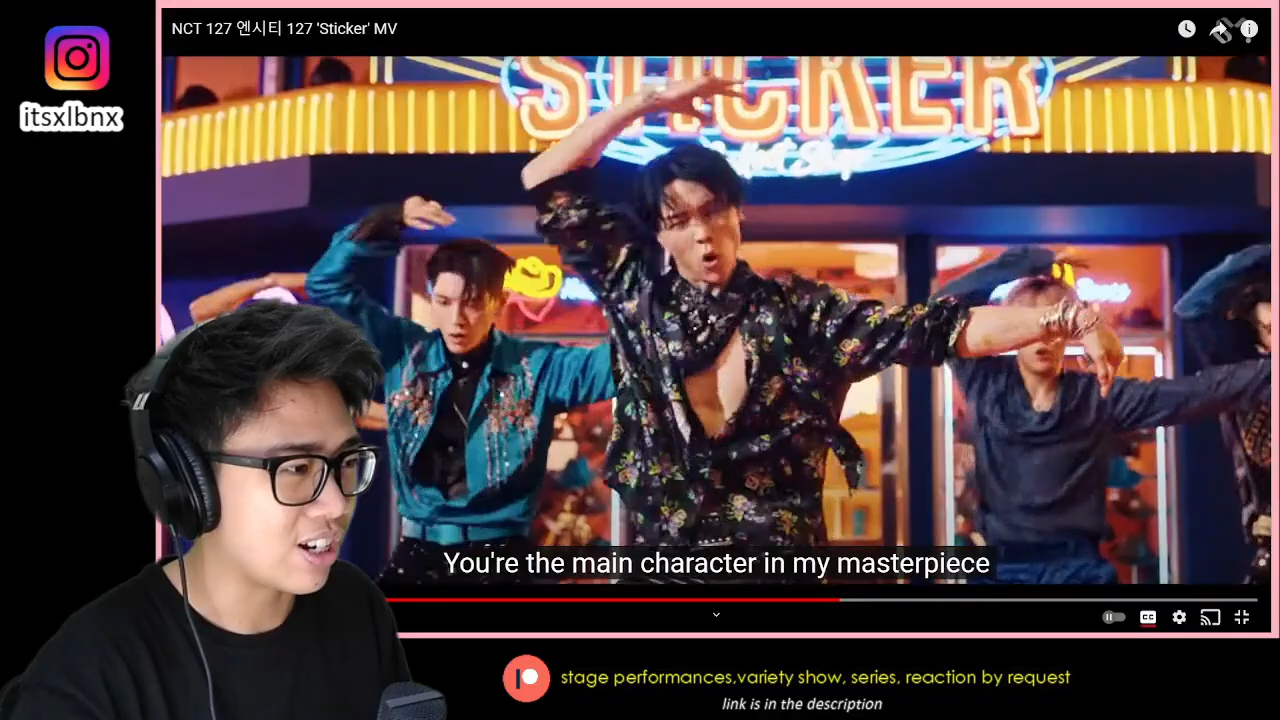 NCT 127 엔시티 127 'Sticker' MV
itsxlbnx
STICKER
You're the main character in my masterpiece
CC
stage performances.variety show, series, reaction by request
link is in the description